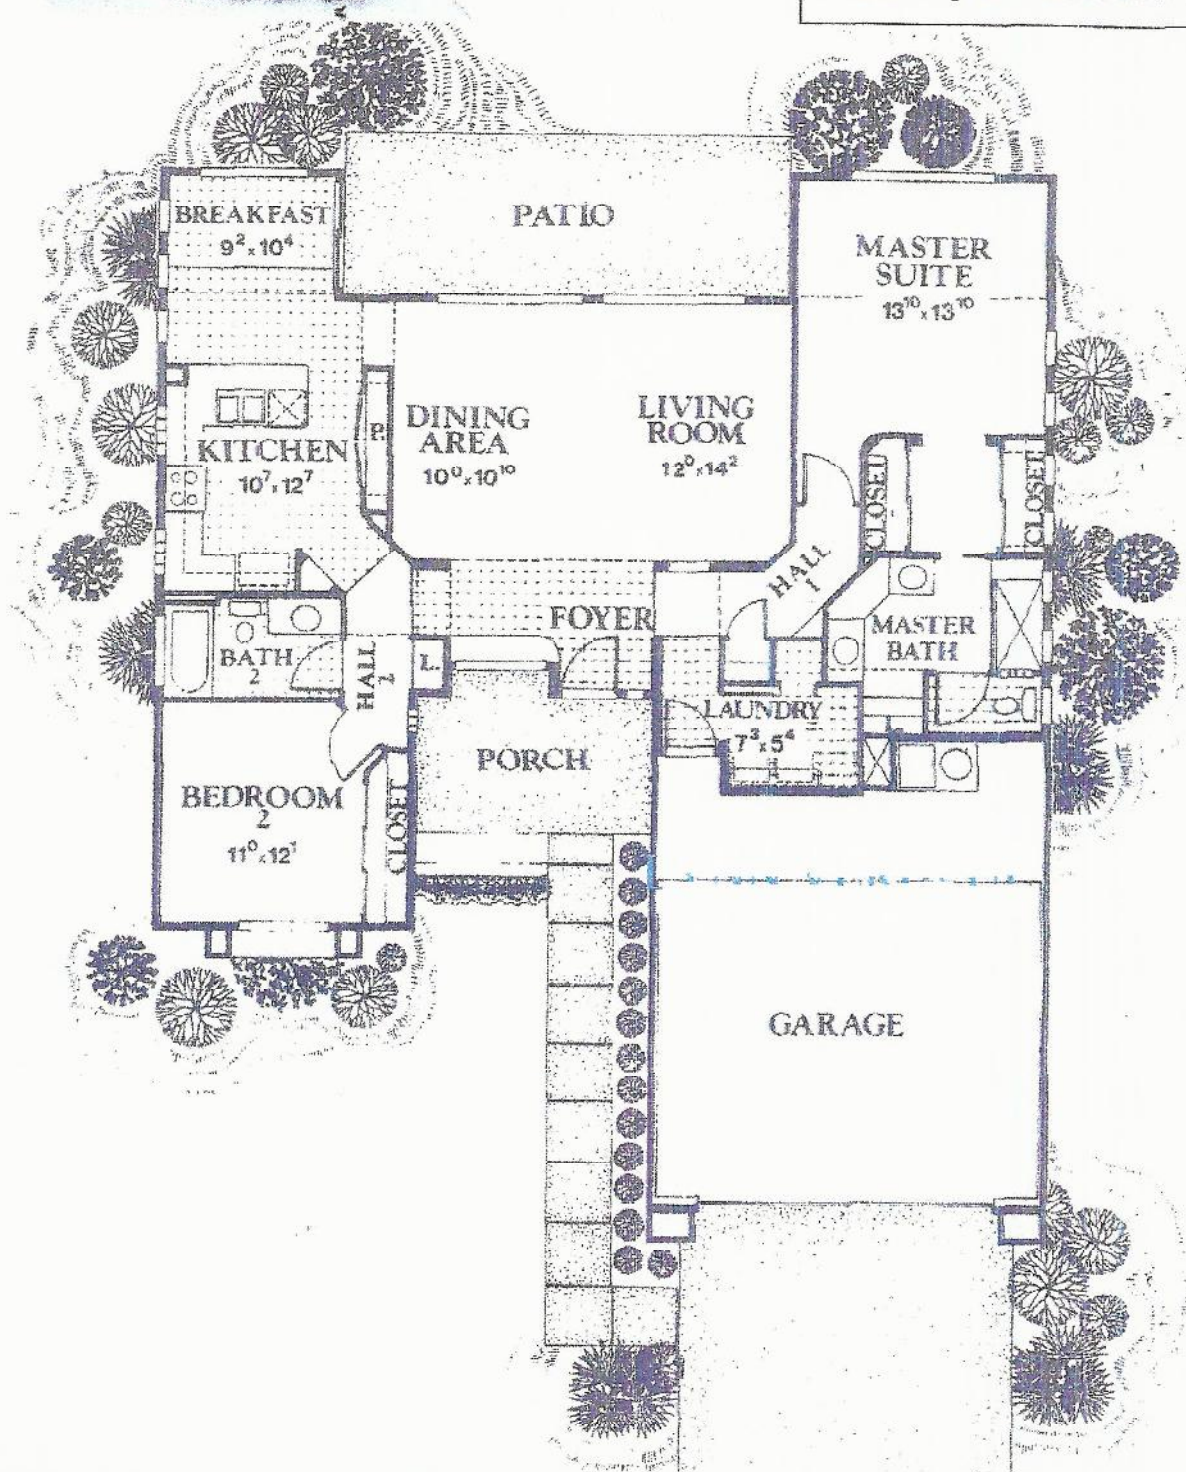 PATIO
BREAKFAST
9² x 10⁴
MASTER
SUITE
13¹⁰ x 13¹⁰
DINING
AREA
10⁰ x 10¹⁰
LIVING
ROOM
12⁰ x 14²
P.
KITCHEN
10⁷ x 12⁷
CLOSET
CLOSET
HALL
1
FOYER
MASTER
BATH
BATH
2
HALL
2
L.
LAUNDRY
7³ x 5⁴
PORCH
BEDROOM
2
11⁰ x 12¹
CLOSET
GARAGE